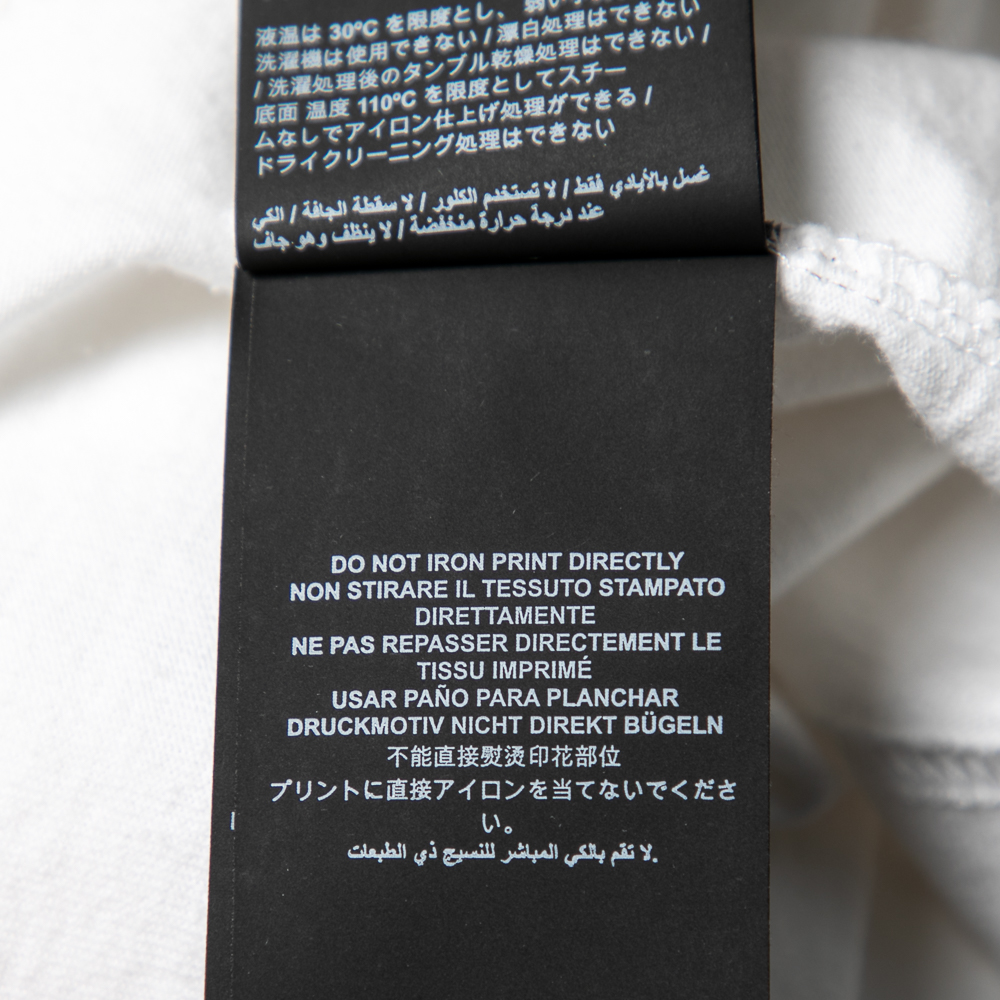 液温は 30ºC を限度とし、 弱い
洗濯機は使用できない / 漂白処理はできない
/ 洗濯処理後のタンブル乾燥処理はできない /
底面 温度 110ºC を限度としてスチー
ムなしでアイロン仕上げ処理ができる /
ドライクリーニング処理はできない
غسل بالأيادي فقط / لا تستخدم الكلور / لا سقطة الجافة / الكي
عند درجة حرارة منخفضة / لا ينظف وهو جاف
DO NOT IRON PRINT DIRECTLY
NON STIRARE IL TESSUTO STAMPATO
DIRETTAMENTE
NE PAS REPASSER DIRECTEMENT LE
TISSU IMPRIMÉ
USAR PAÑO PARA PLANCHAR
DRUCKMOTIV NICHT DIREKT BÜGELN
不能直接熨烫印花部位
プリントに直接アイロンを当てないでくださ
い。
لا تقم بالكي المباشر للنسيج ذي الطبعات.